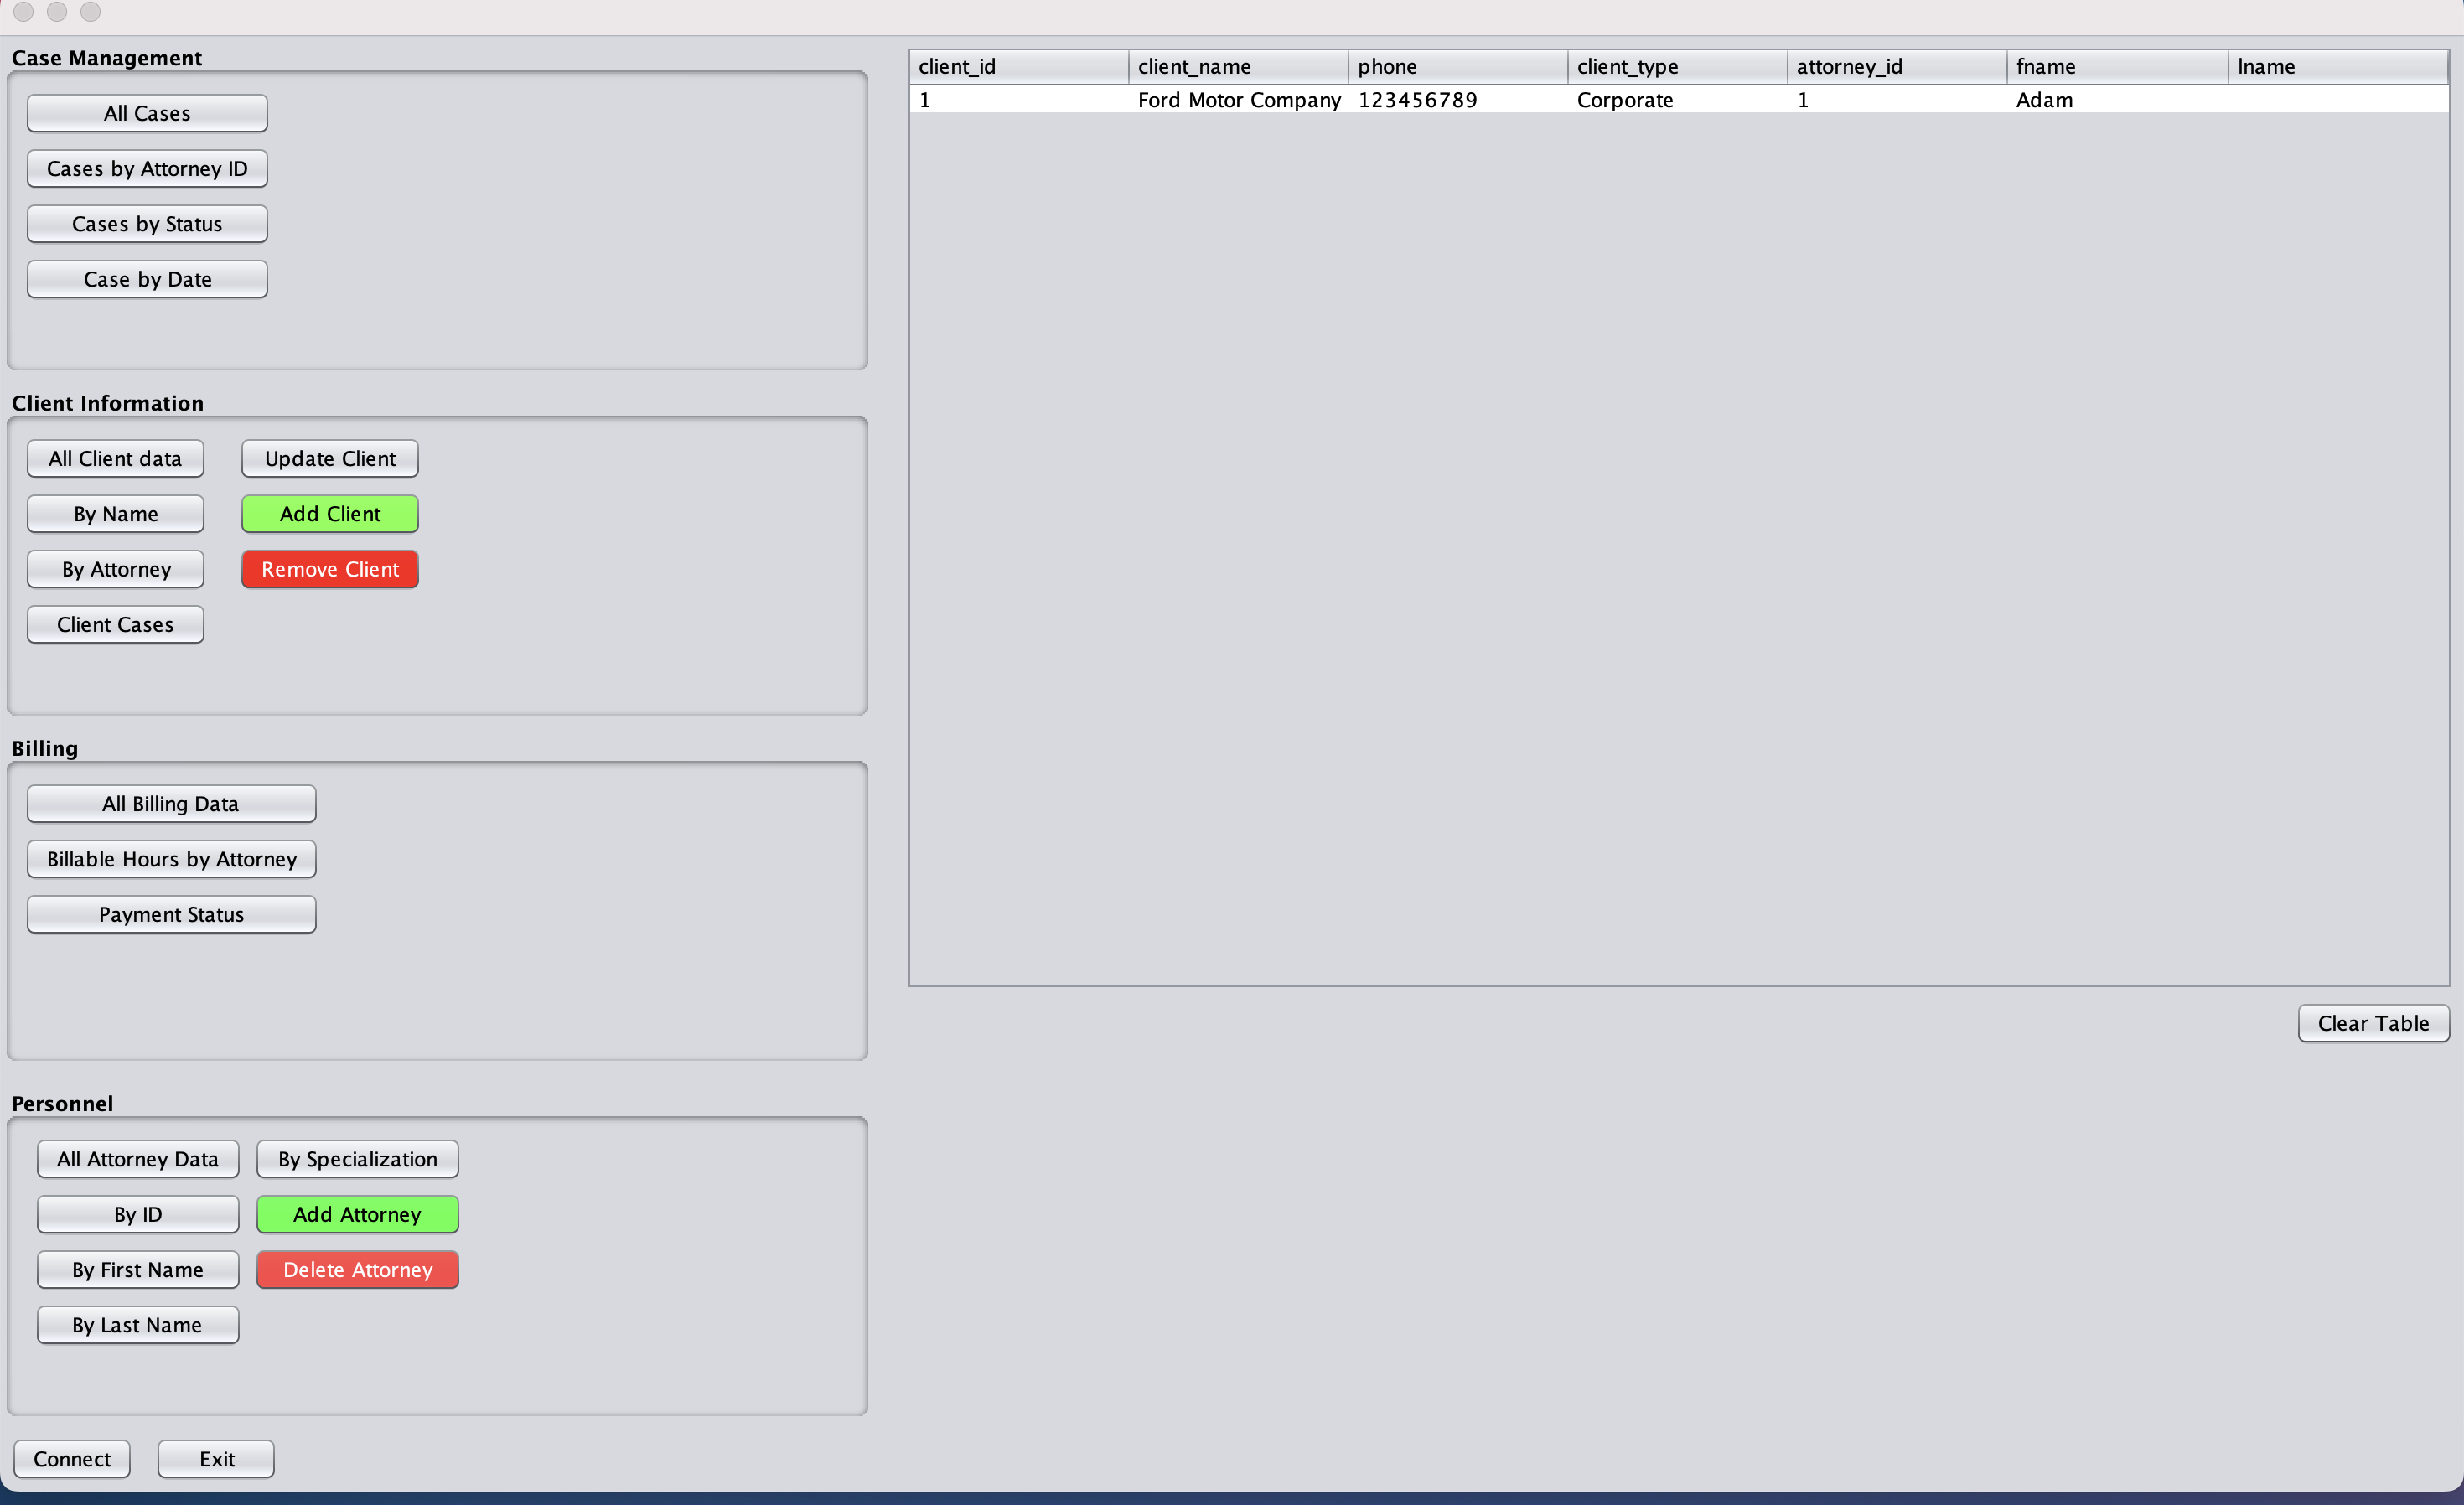 Case Management
All Cases
Cases by Attorney ID
Cases by Status
Case by Date
Client Information
All Client data Update Client
By Name Add Client
By Attorney Remove Client
Client Cases
Billing
All Billing Data
Billable Hours by Attorney
Payment Status
Personnel
All Attorney Data By Specialization
By ID Add Attorney
By First Name Delete Attorney
By Last Name
Connect Exit
client_id client_name phone client_type attorney_id fname lname
1 Ford Motor Company 123456789 Corporate 1 Adam
Clear Table